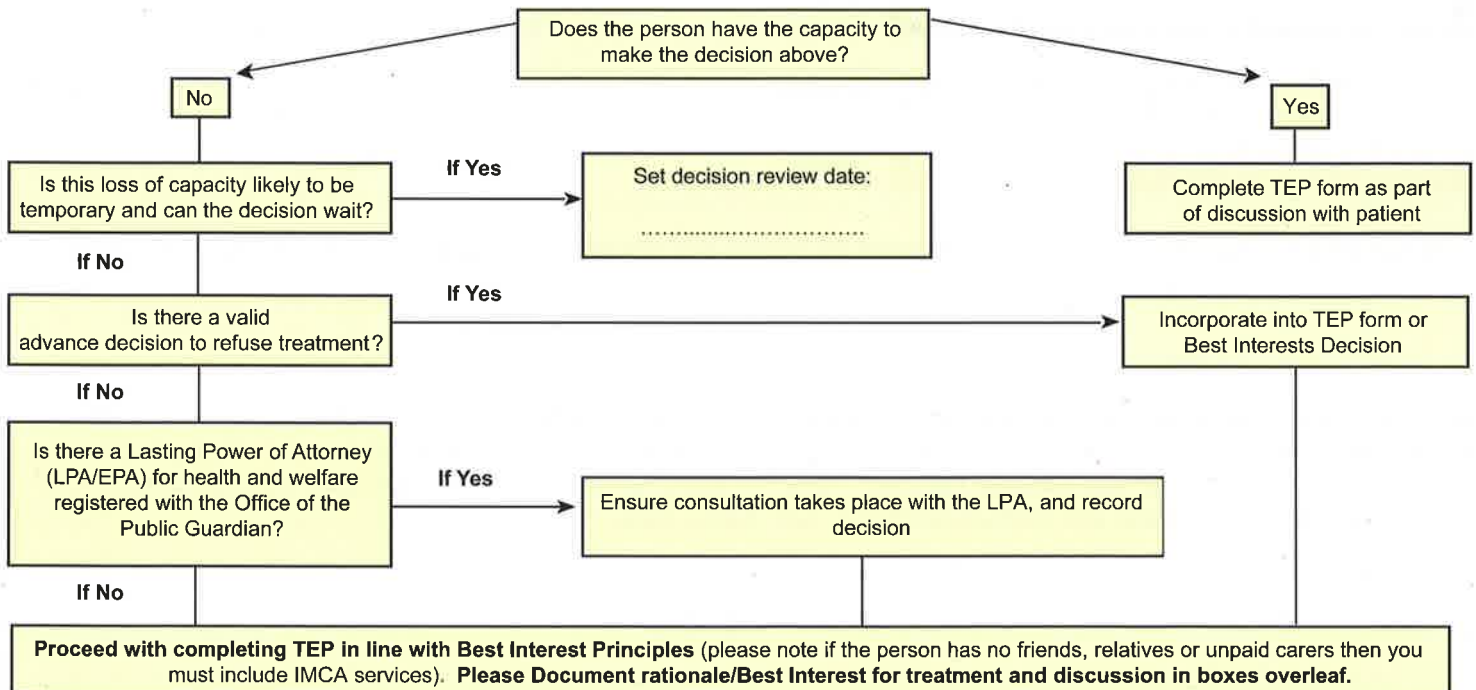 Does the person have the capacity to
make the decision above?
No
Yes
Is this loss of capacity likely to be
temporary and can the decision wait?
If Yes
Set decision review date:
.......................................
Complete TEP form as part
of discussion with patient
If No
Is there a valid
advance decision to refuse treatment?
If Yes
Incorporate into TEP form or
Best Interests Decision
If No
Is there a Lasting Power of Attorney
(LPA/EPA) for health and welfare
registered with the Office of the
Public Guardian?
If Yes
Ensure consultation takes place with the LPA, and record
decision
If No
Proceed with completing TEP in line with Best Interest Principles (please note if the person has no friends, relatives or unpaid carers then you
must include IMCA services). Please Document rationale/Best Interest for treatment and discussion in boxes overleaf.